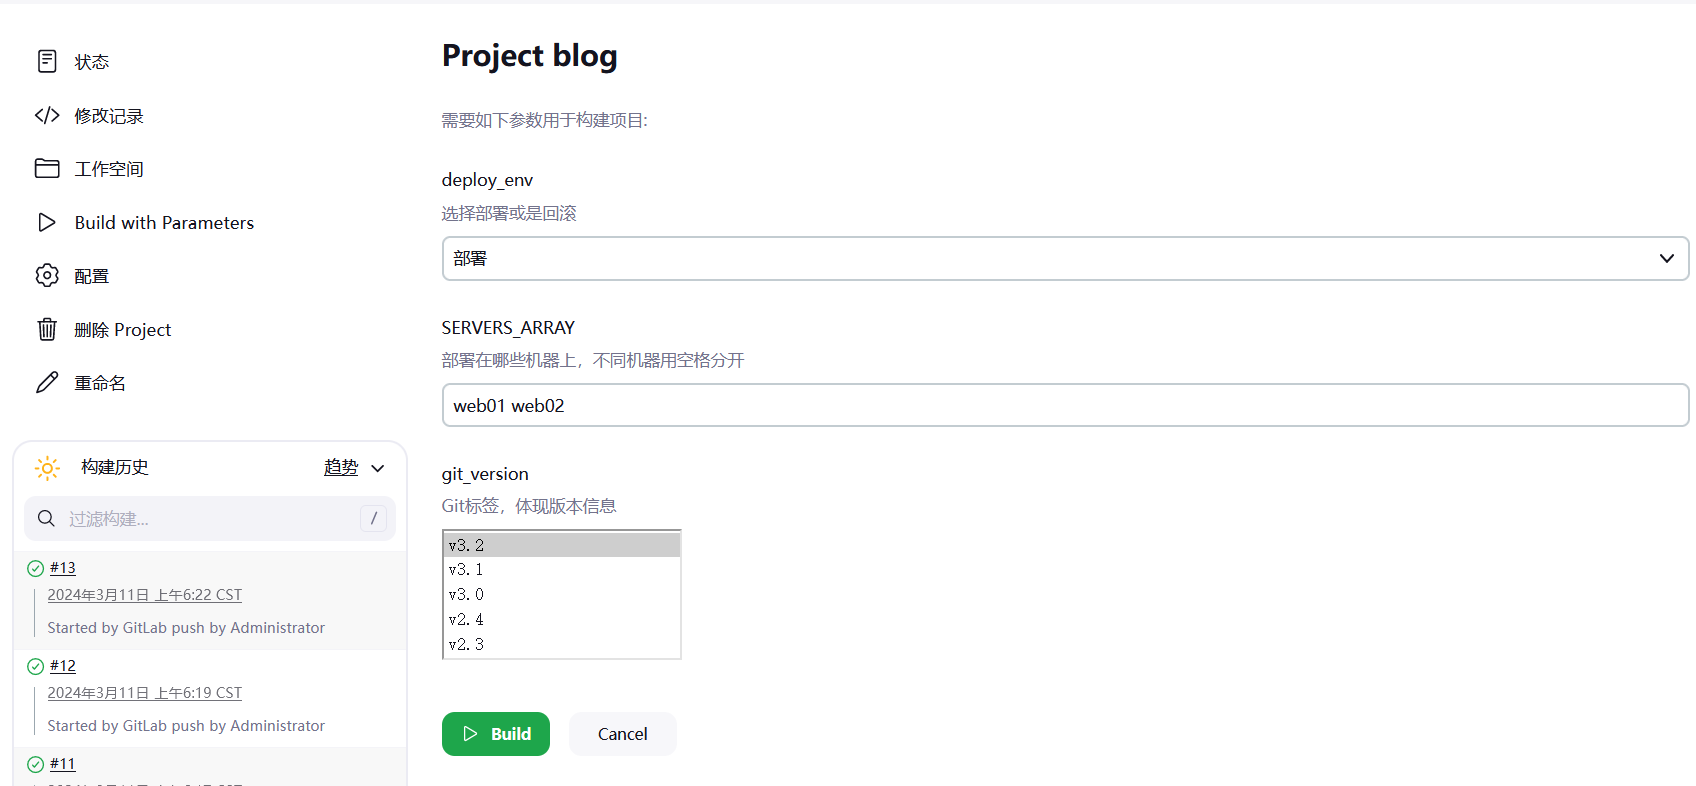 状态
修改记录
工作空间
Build with Parameters
配置
删除 Project
重命名
构建历史 趋势
过滤构建... /
#13
2024年3月11日 上午6:22 CST
Started by GitLab push by Administrator
#12
2024年3月11日 上午6:19 CST
Started by GitLab push by Administrator
#11
Project blog
需要如下参数用于构建项目:
deploy_env
选择部署或是回滚
部署
SERVERS_ARRAY
部署在哪些机器上，不同机器用空格分开
web01 web02
git_version
Git标签，体现版本信息
v3.2
v3.1
v3.0
v2.4
v2.3
Build Cancel